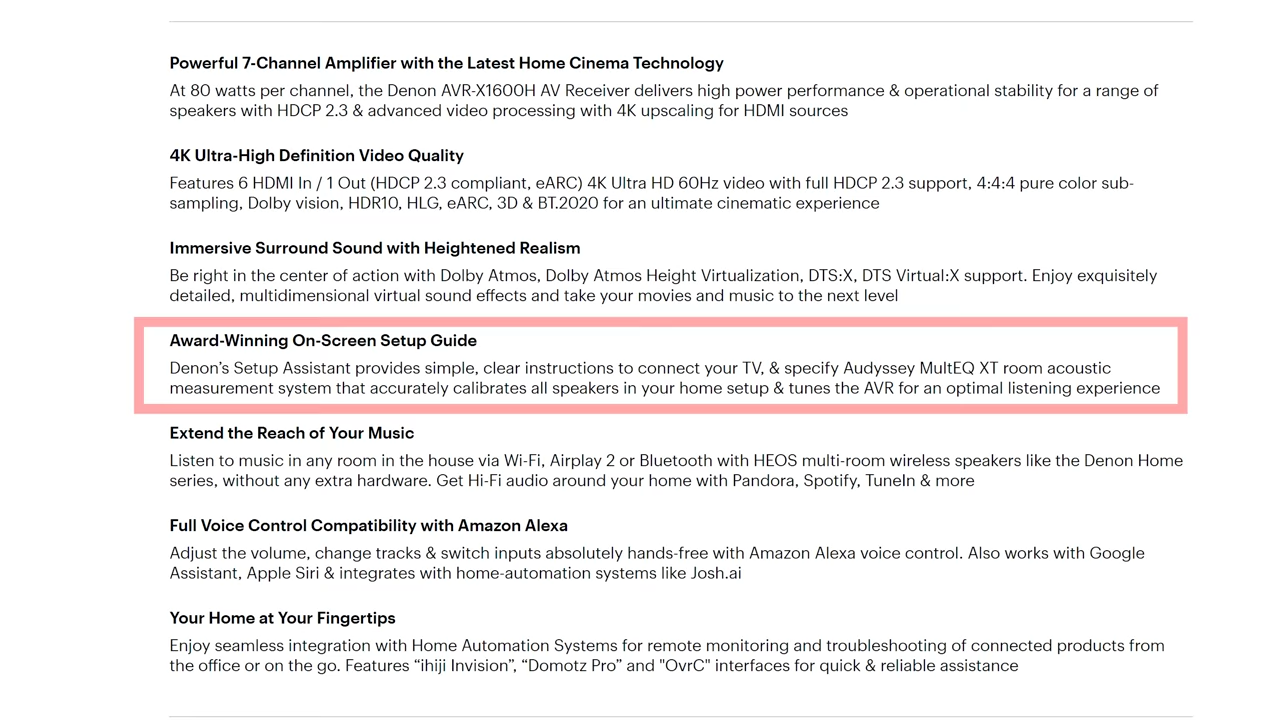 Powerful 7-Channel Amplifier with the Latest Home Cinema Technology
At 80 watts per channel, the Denon AVR-X1600H AV Receiver delivers high power performance & operational stability for a range of
speakers with HDCP 2.3 & advanced video processing with 4K upscaling for HDMI sources
4K Ultra-High Definition Video Quality
Features 6 HDMI In / 1 Out (HDCP 2.3 compliant, eARC) 4K Ultra HD 60Hz video with full HDCP 2.3 support, 4:4:4 pure color sub-
sampling, Dolby vision, HDR10, HLG, eARC, 3D & BT.2020 for an ultimate cinematic experience
Immersive Surround Sound with Heightened Realism
Be right in the center of action with Dolby Atmos, Dolby Atmos Height Virtualization, DTS:X, DTS Virtual:X support. Enjoy exquisitely
detailed, multidimensional virtual sound effects and take your movies and music to the next level
Award-Winning On-Screen Setup Guide
Denon’s Setup Assistant provides simple, clear instructions to connect your TV, & specify Audyssey MultEQ XT room acoustic
measurement system that accurately calibrates all speakers in your home setup & tunes the AVR for an optimal listening experience
Extend the Reach of Your Music
Listen to music in any room in the house via Wi-Fi, Airplay 2 or Bluetooth with HEOS multi-room wireless speakers like the Denon Home
series, without any extra hardware. Get Hi-Fi audio around your home with Pandora, Spotify, TuneIn & more
Full Voice Control Compatibility with Amazon Alexa
Adjust the volume, change tracks & switch inputs absolutely hands-free with Amazon Alexa voice control. Also works with Google
Assistant, Apple Siri & integrates with home-automation systems like Josh.ai
Your Home at Your Fingertips
Enjoy seamless integration with Home Automation Systems for remote monitoring and troubleshooting of connected products from
the office or on the go. Features “ihiji Invision”, “Domotz Pro” and "OvrC" interfaces for quick & reliable assistance